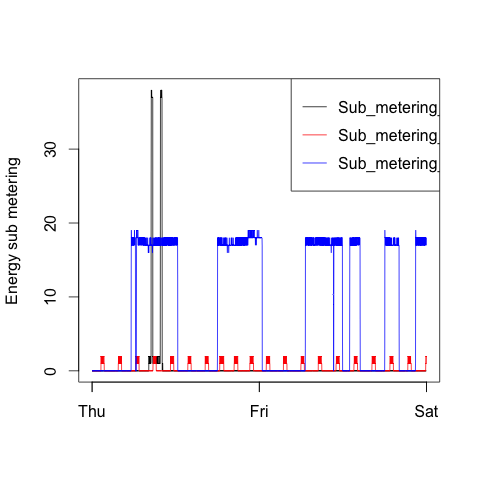 Energy sub metering
30
20
10
0
Sub_metering_
Sub_metering_
Sub_metering_
Thu Fri Sat